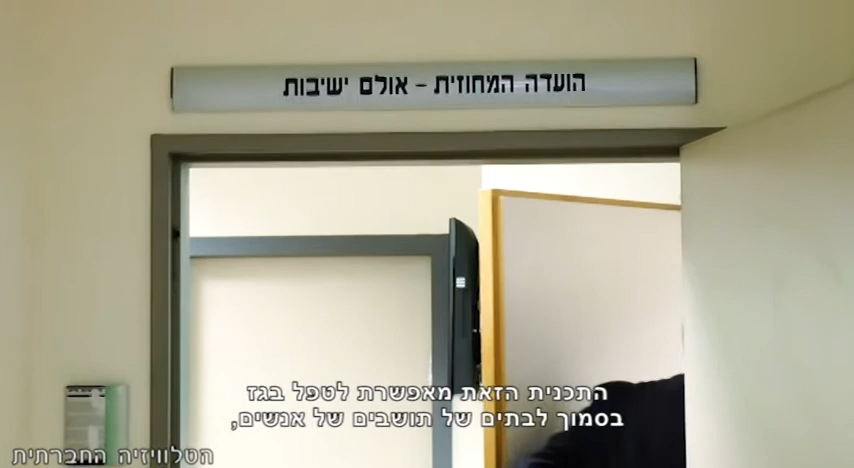 הועדה המחוזית - אולם ישיבות
התכנית הזאת מאפשרת לטפל בגז
בסמוך לבתים של תושבים של אנשים,
הטלוויזיה החברתית